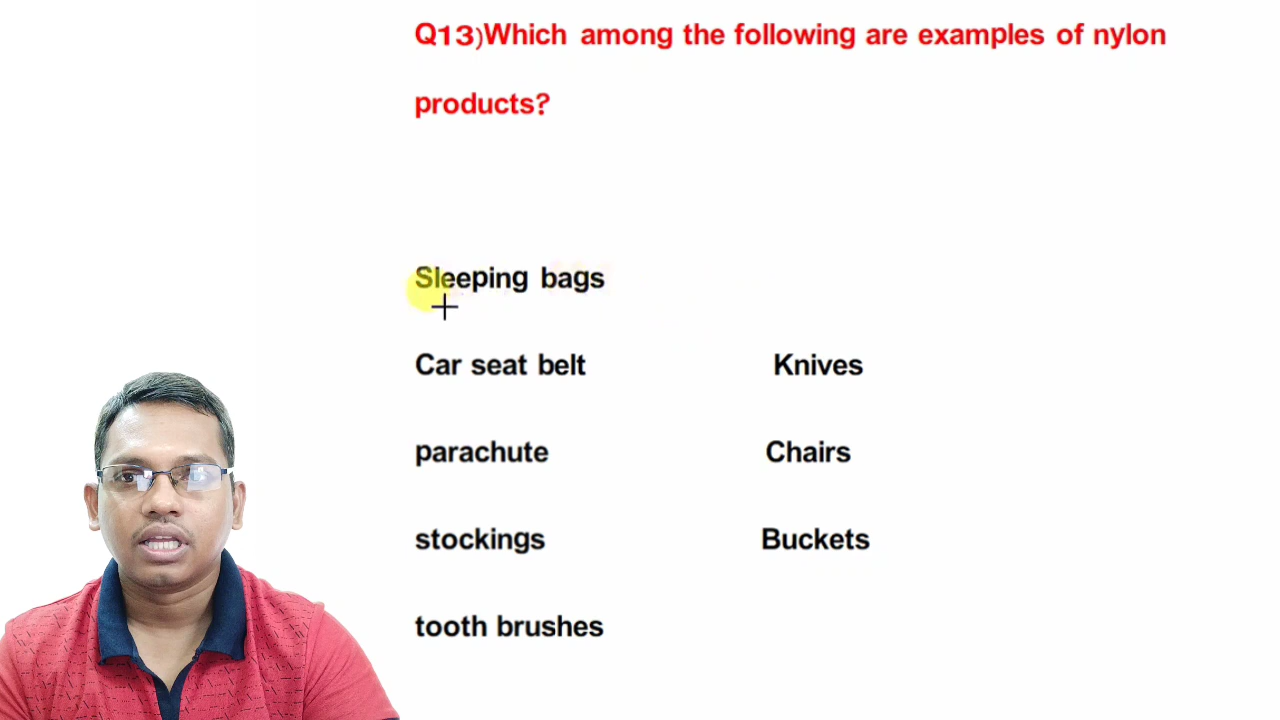 Q13)Which among the following are examples of nylon
products?
Sleeping bags
Car seat belt Knives
parachute Chairs
stockings Buckets
tooth brushes